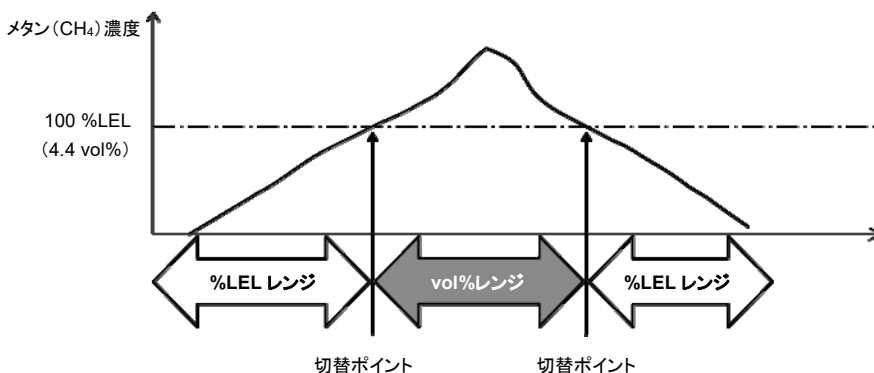 メタン（CH₄）濃度
100 %LEL
（4.4 vol%）
%LEL レンジ
vol%レンジ
%LEL レンジ
切替ポイント
切替ポイント